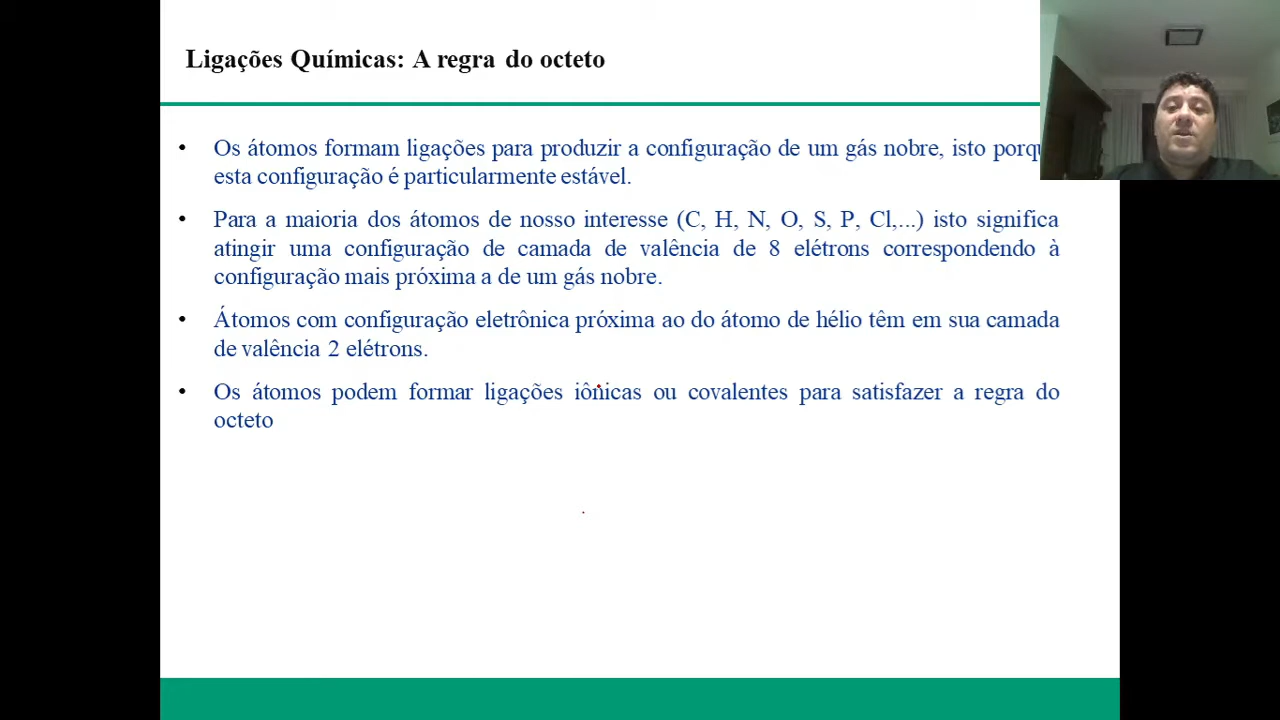 Ligações Químicas: A regra do octeto
• Os átomos formam ligações para produzir a configuração de um gás nobre, isto
esta configuração é particularmente estável.
• Para a maioria dos átomos de nosso interesse (C, H, N, O, S, P, Cl,...) isto significa
atingir uma configuração de camada de valência de 8 elétrons correspondendo à
configuração mais próxima a de um gás nobre.
• Átomos com configuração eletrônica próxima ao do átomo de hélio têm em sua camada
de valência 2 elétrons.
• Os átomos podem formar ligações iônicas ou covalentes para satisfazer a regra do
octeto